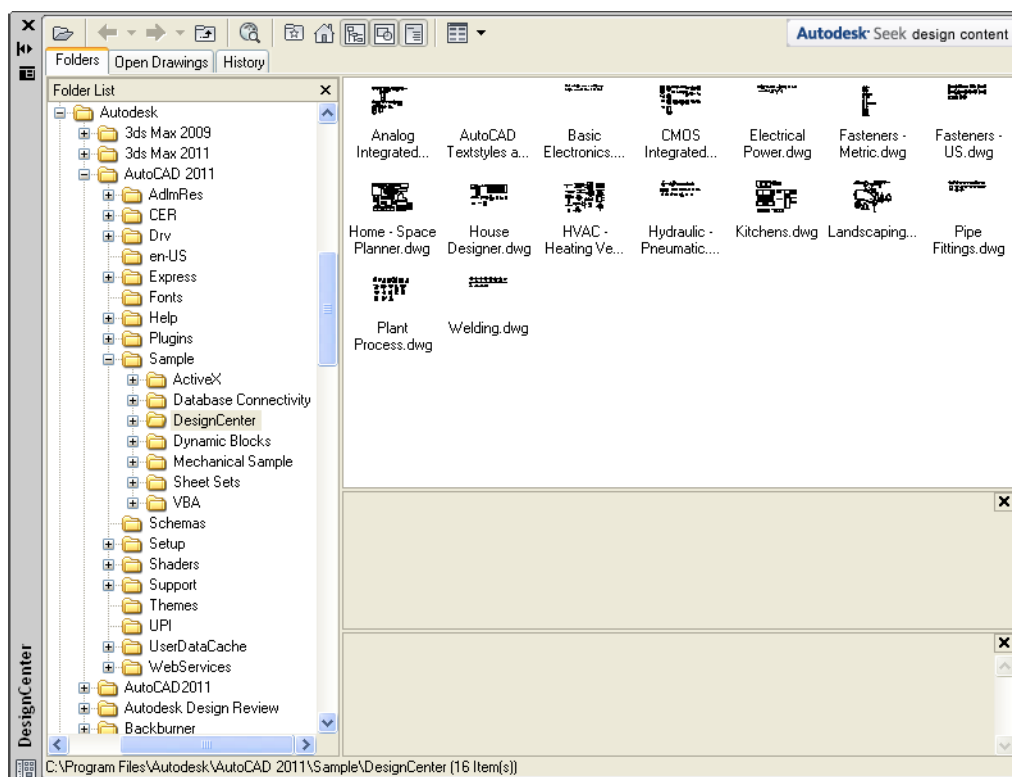 Autodesk Seek design content
Folders Open Drawings History
Folder List
Autodesk
3ds Max 2009
3ds Max 2011
AutoCAD 2011
AdlmRes
CER
Drv
en-US
Express
Fonts
Help
Plugins
Sample
ActiveX
Database Connectivity
DesignCenter
Dynamic Blocks
Mechanical Sample
Sheet Sets
VBA
Schemas
Setup
Shaders
Support
Themes
UPI
UserDataCache
WebServices
AutoCAD2011
Autodesk Design Review
Backburner
Analog
Integrated...
AutoCAD
Textstyles a...
Basic
Electronics....
CMOS
Integrated...
Electrical
Power.dwg
Fasteners -
Metric.dwg
Fasteners -
US.dwg
Home - Space
Planner.dwg
House
Designer.dwg
HVAC -
Heating Ve...
Hydraulic -
Pneumatic....
Kitchens.dwg
Landscaping...
Pipe
Fittings.dwg
Plant
Process.dwg
Welding.dwg
DesignCenter
C:\Program Files\Autodesk\AutoCAD 2011\Sample\DesignCenter (16 Item(s))